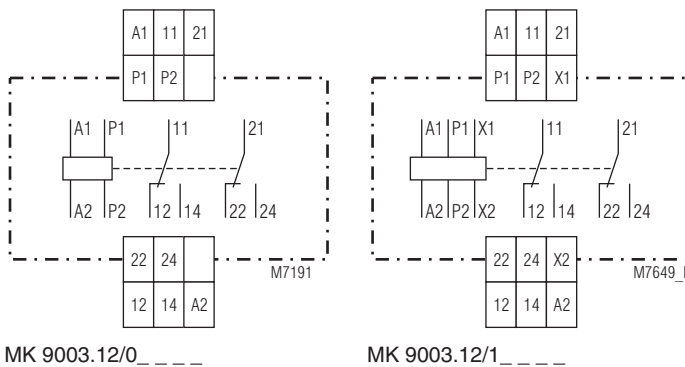 A1 11 21
P1 P2
A1 P1 11 21
A2 P2 12 14 22 24
22 24
M7191
12 14 A2
MK 9003.12/0_ _ _ _
A1 11 21
P1 P2 X1
A1 P1 X1 11 21
A2 P2 X2 12 14 22 24
22 24 X2
12 14 A2
MK 9003.12/1_ _ _ _